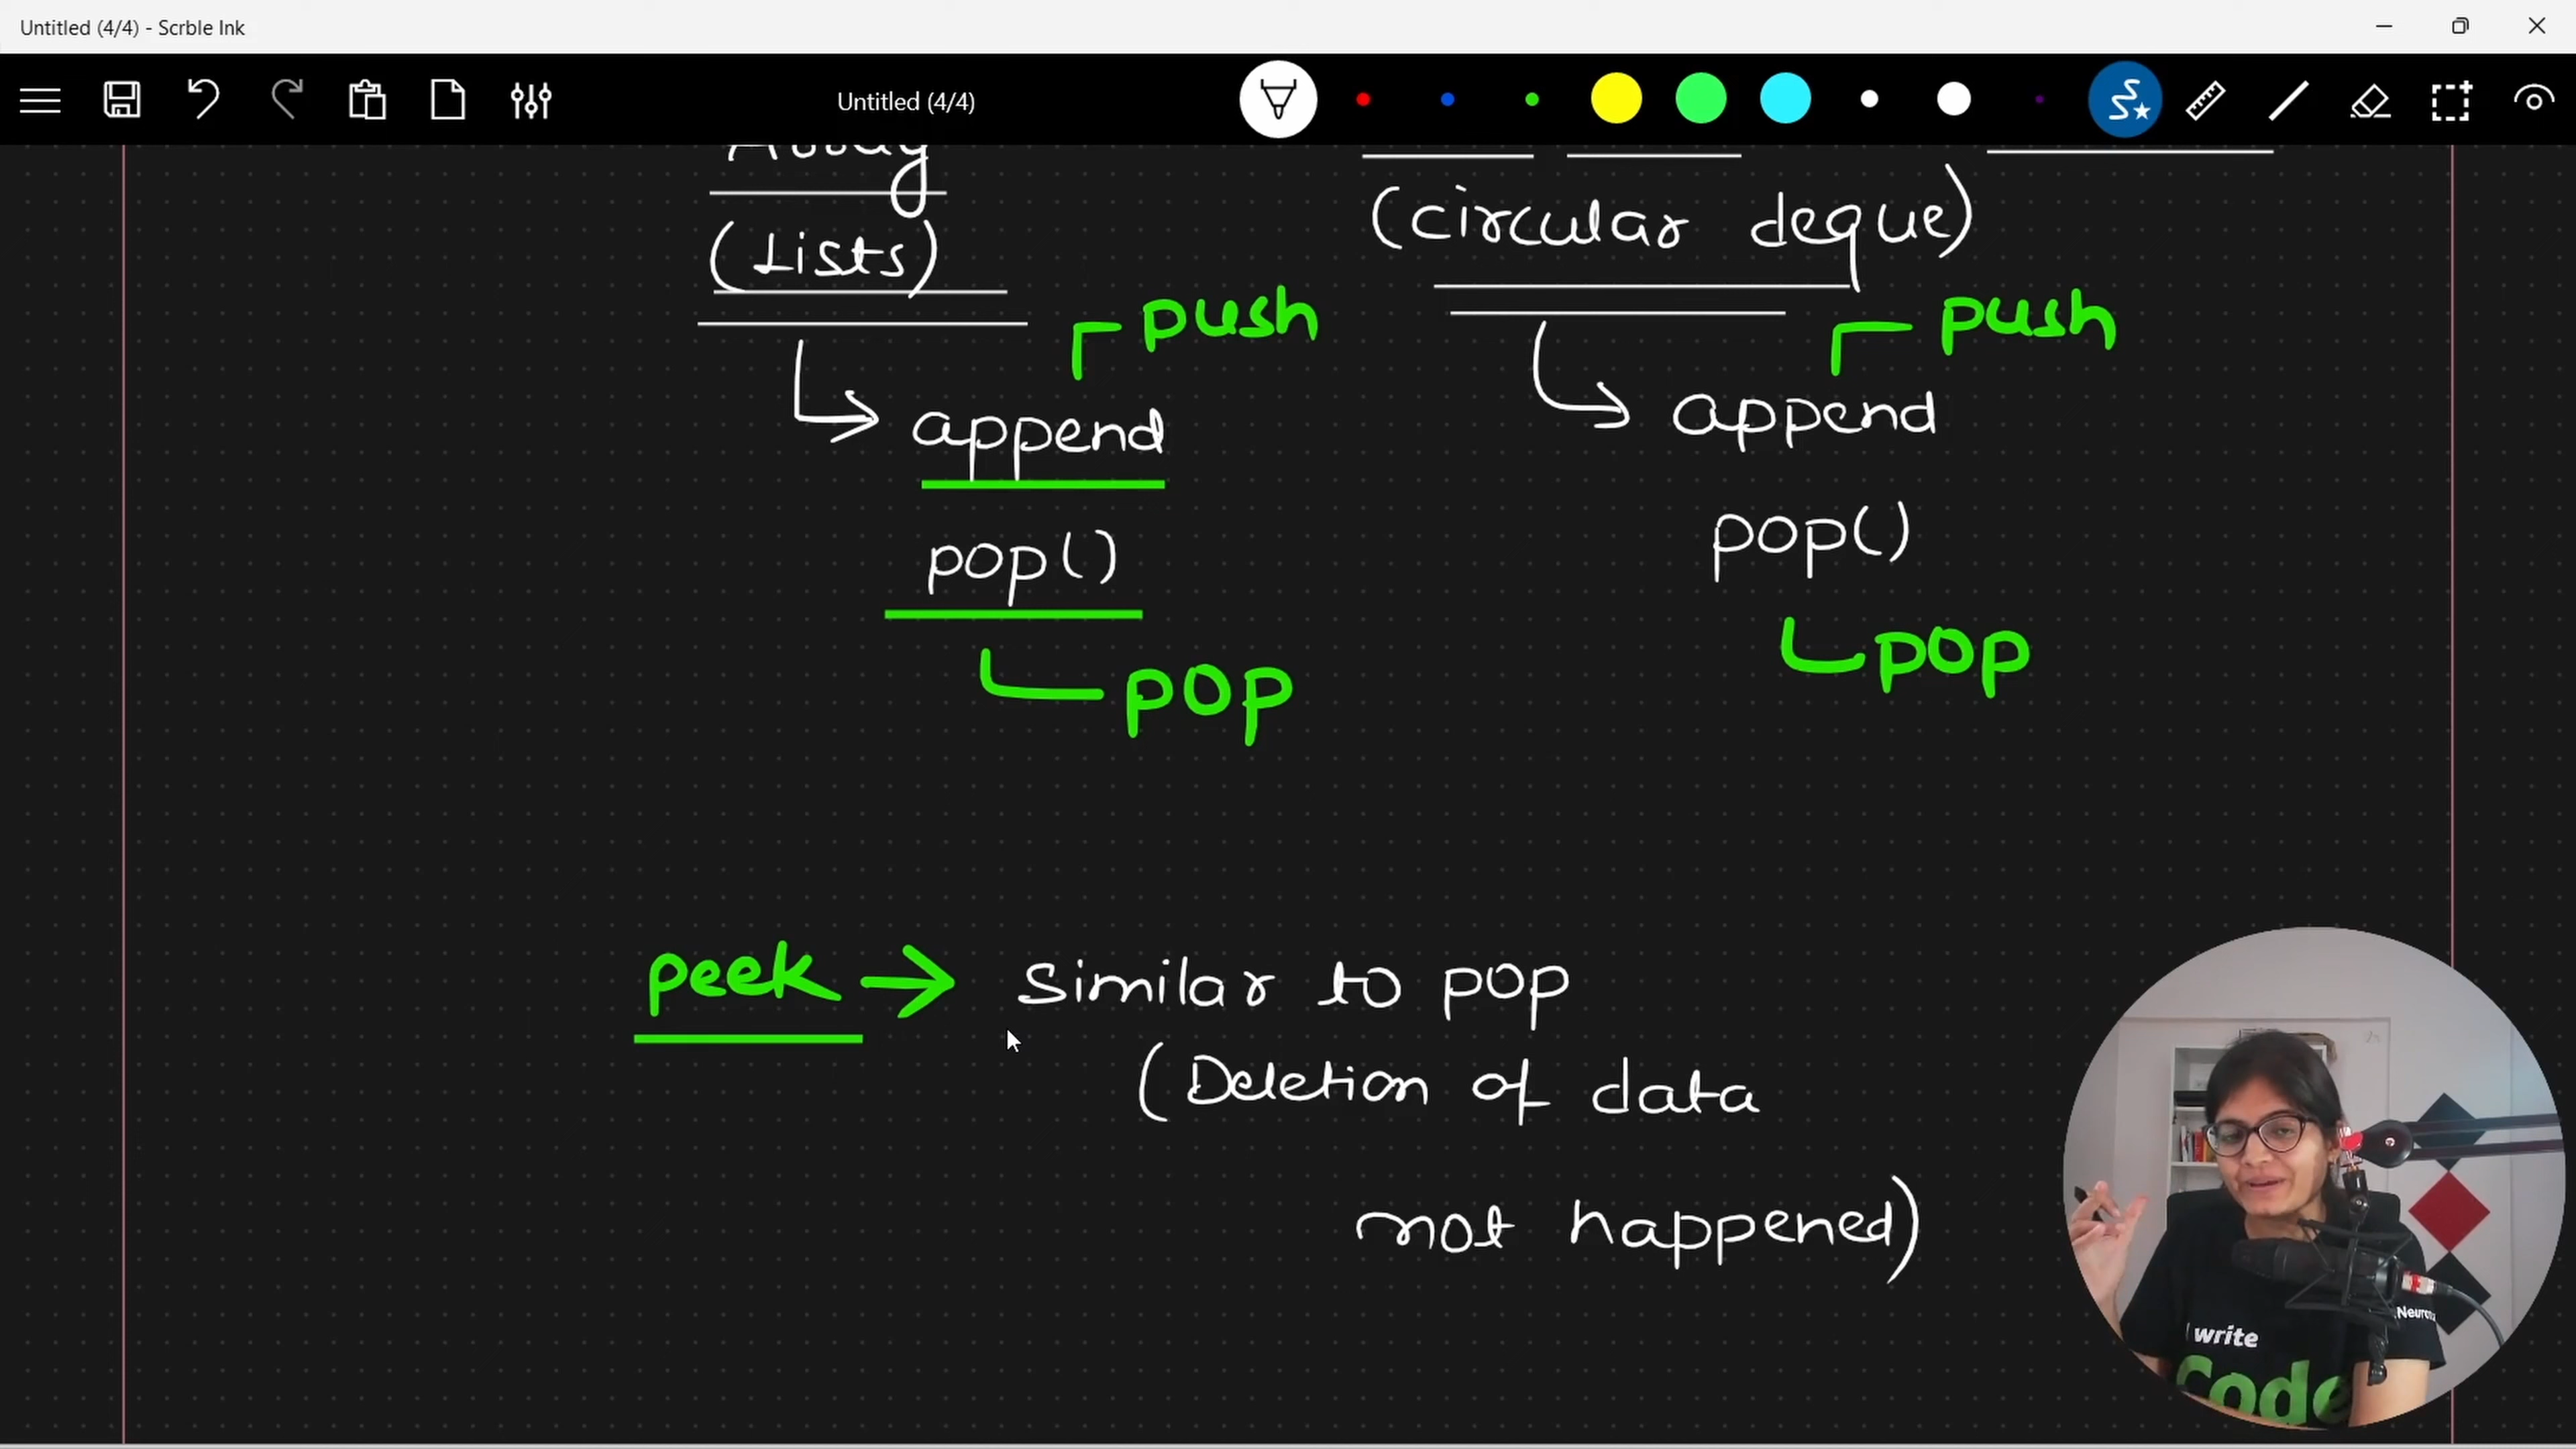 Untitled (4/4) - Scrble Ink
Untitled (4/4)
Array
(Lists)
(circular deque)
push
push
append
append
pop()
pop()
pop
pop
peek → similar to pop
(Deletion of data
not happened)
I write
Code